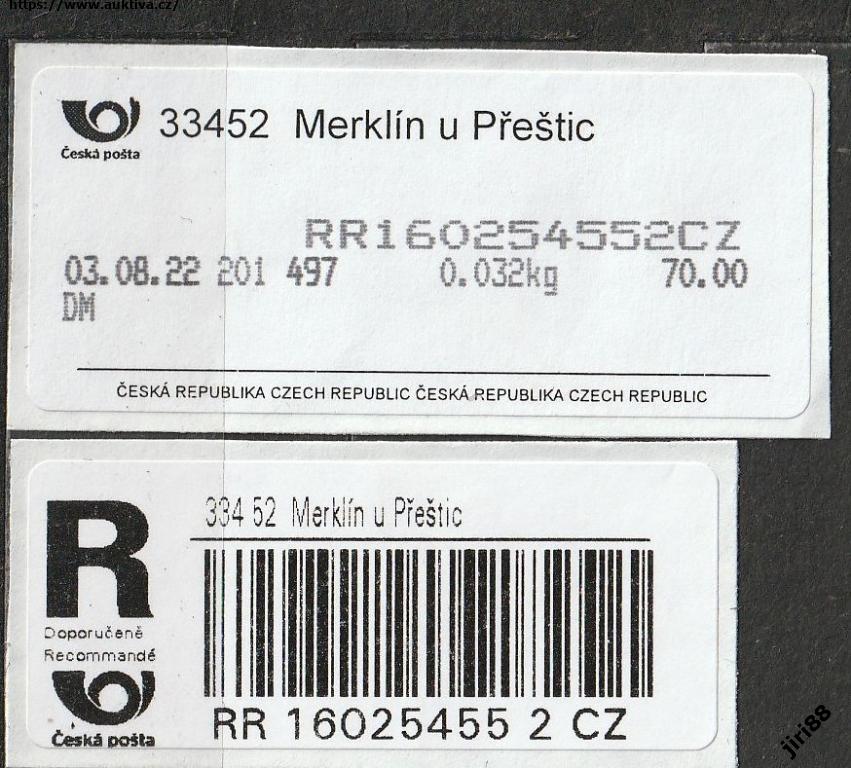 https://www.auktiva.cz/
33452 Merklín u Přeštic
Česká pošta
RR160254552CZ
03.08.22 201 497 0.032kg 70.00
DM
ČESKÁ REPUBLIKA CZECH REPUBLIC ČESKÁ REPUBLIKA CZECH REPUBLIC
334 52 Merklín u Přeštic
R
Doporučeně
Recommandé
Česká pošta
RR 16025455 2 CZ
jiri88